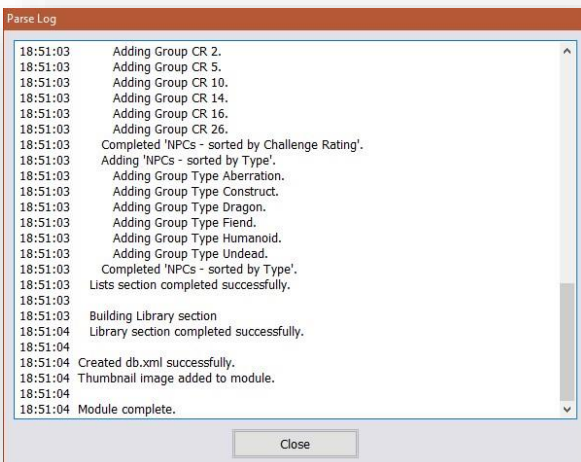 Parse Log
18:51:03 Adding Group CR 2.
18:51:03 Adding Group CR 5.
18:51:03 Adding Group CR 10.
18:51:03 Adding Group CR 14.
18:51:03 Adding Group CR 16.
18:51:03 Adding Group CR 26.
18:51:03 Completed 'NPCs - sorted by Challenge Rating'.
18:51:03 Adding 'NPCs - sorted by Type'.
18:51:03 Adding Group Type Aberration.
18:51:03 Adding Group Type Construct.
18:51:03 Adding Group Type Dragon.
18:51:03 Adding Group Type Fiend.
18:51:03 Adding Group Type Humanoid.
18:51:03 Adding Group Type Undead.
18:51:03 Completed 'NPCs - sorted by Type'.
18:51:03 Lists section completed successfully.
18:51:03
18:51:03 Building Library section
18:51:04 Library section completed successfully.
18:51:04
18:51:04 Created db.xml successfully.
18:51:04 Thumbnail image added to module.
18:51:04
18:51:04 Module complete.
Close